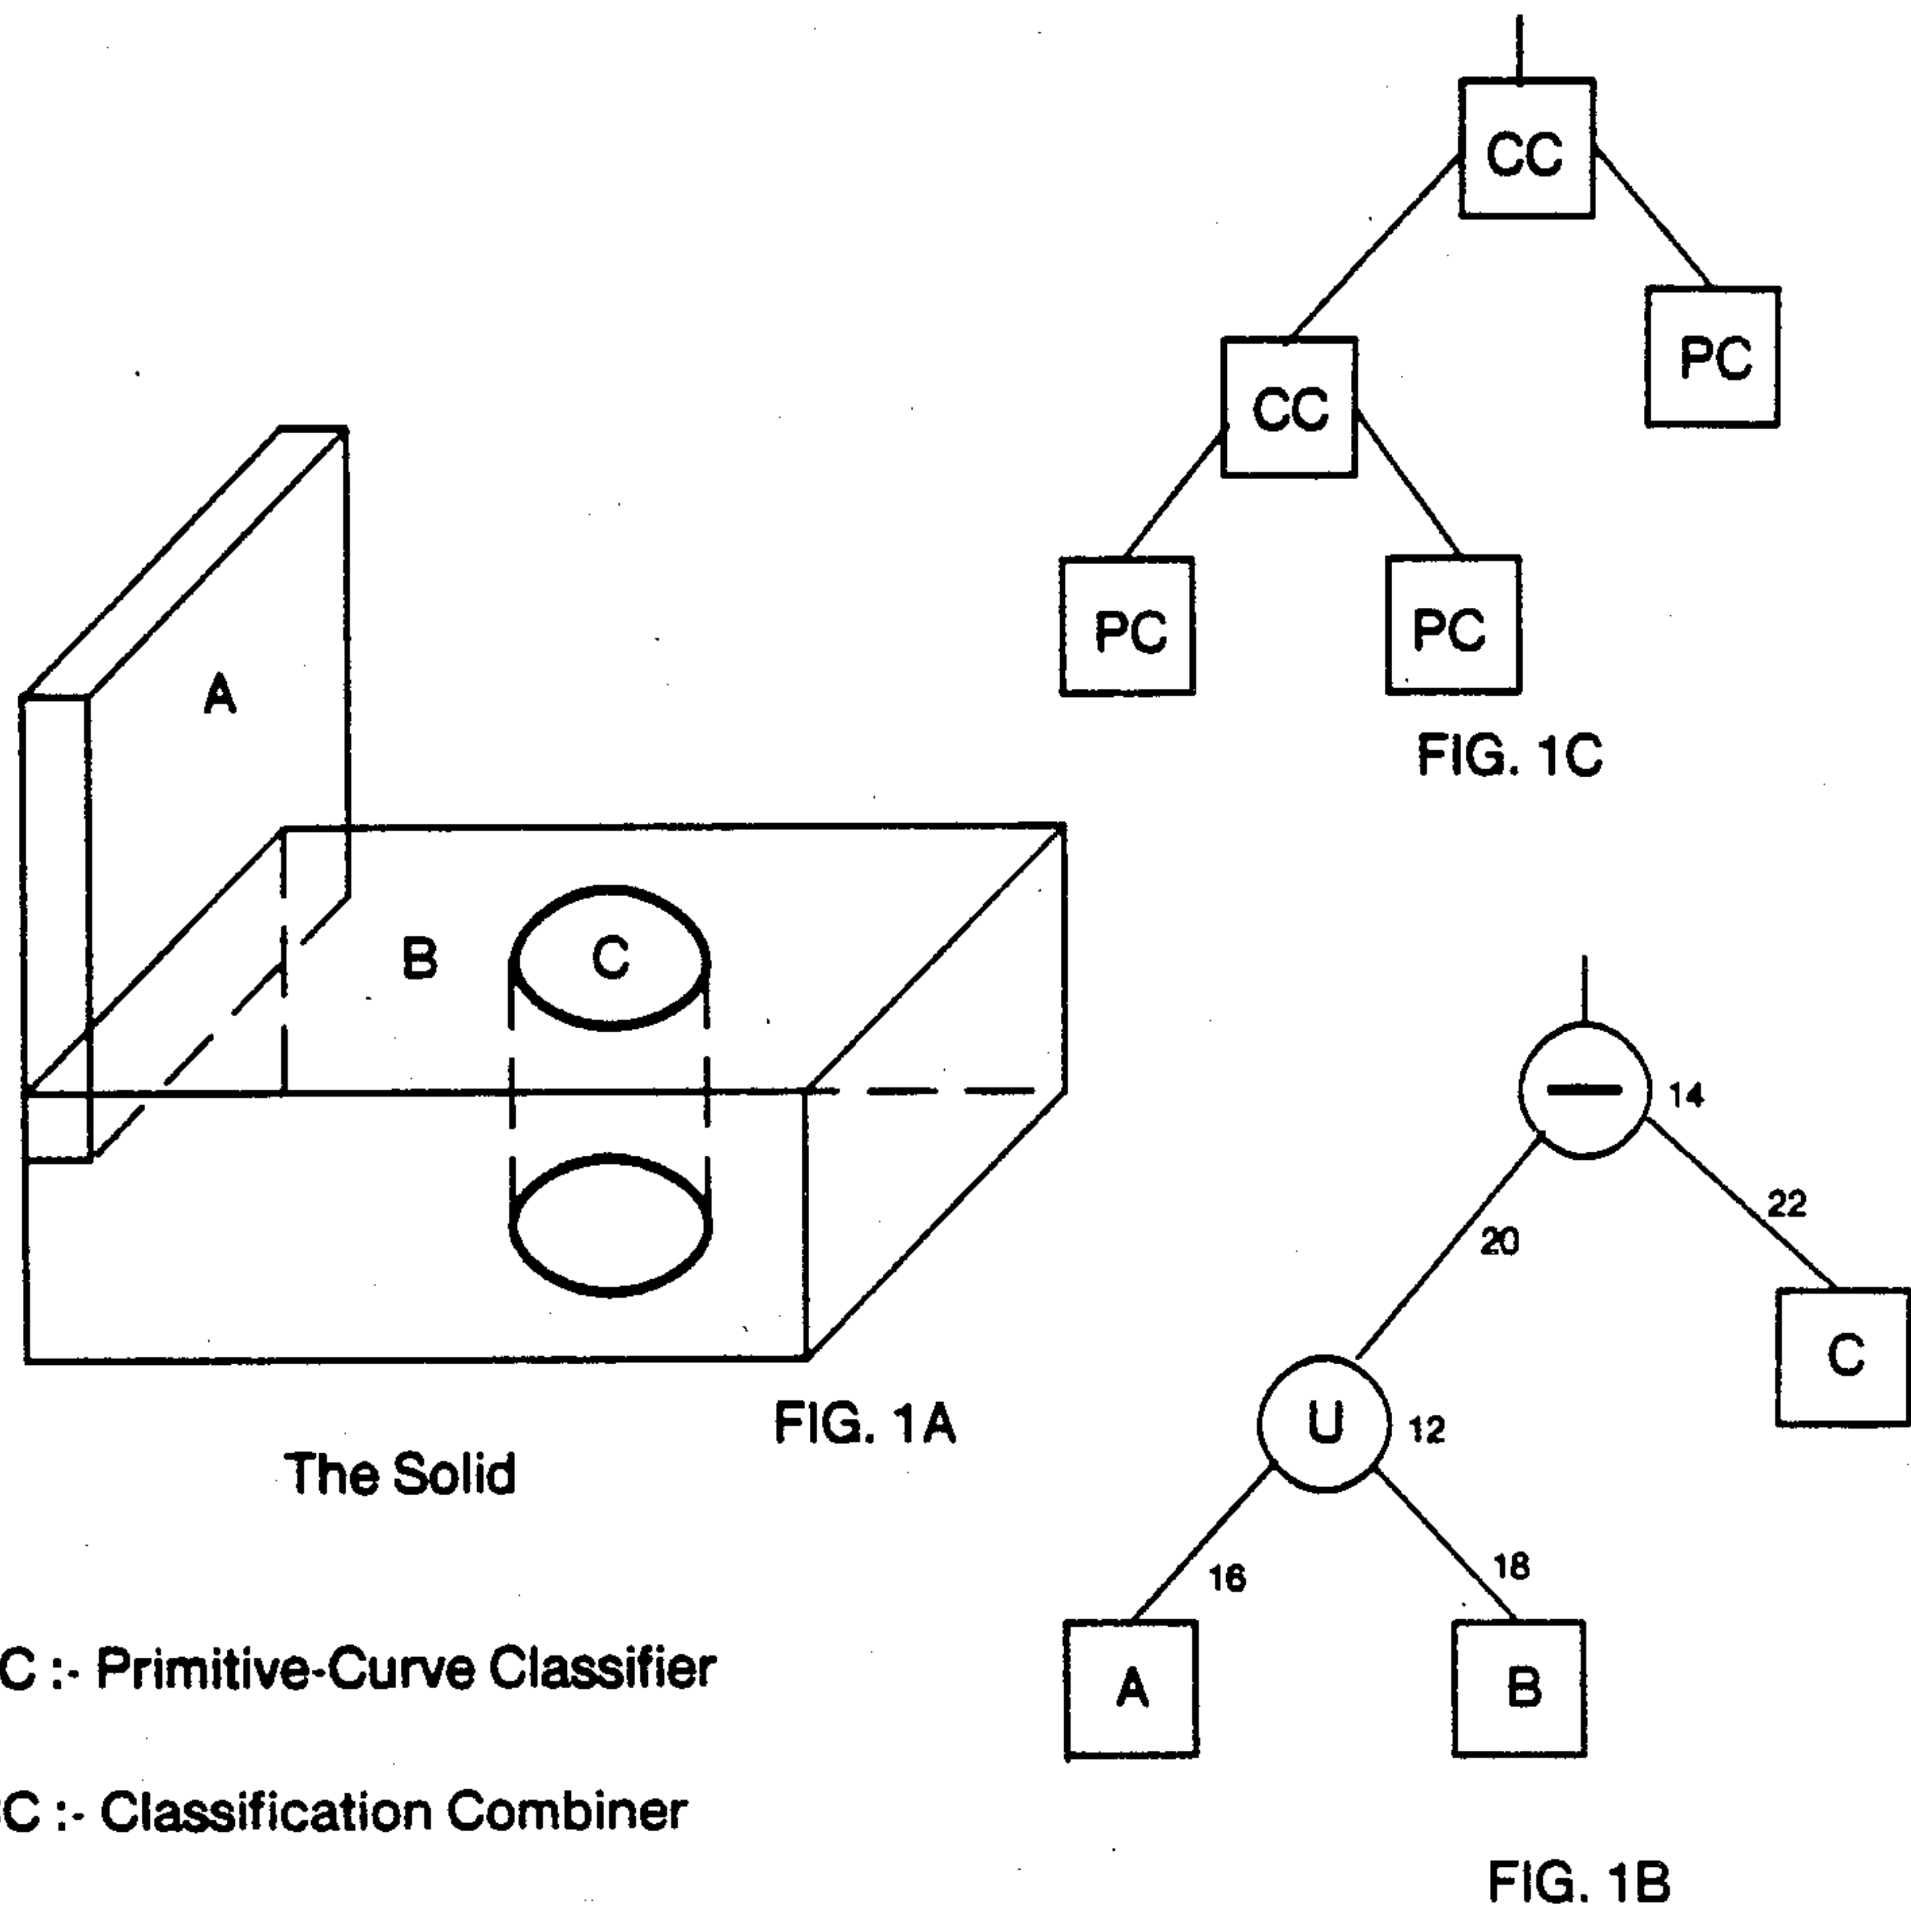 CC
PC
CC
PC
PC
FIG. 1C
A
B
C
FIG. 1A
The Solid
14
22
20
C
U
12
16
18
A
B
C :- Primitive-Curve Classifier
C :- Classification Combiner
FIG. 1B